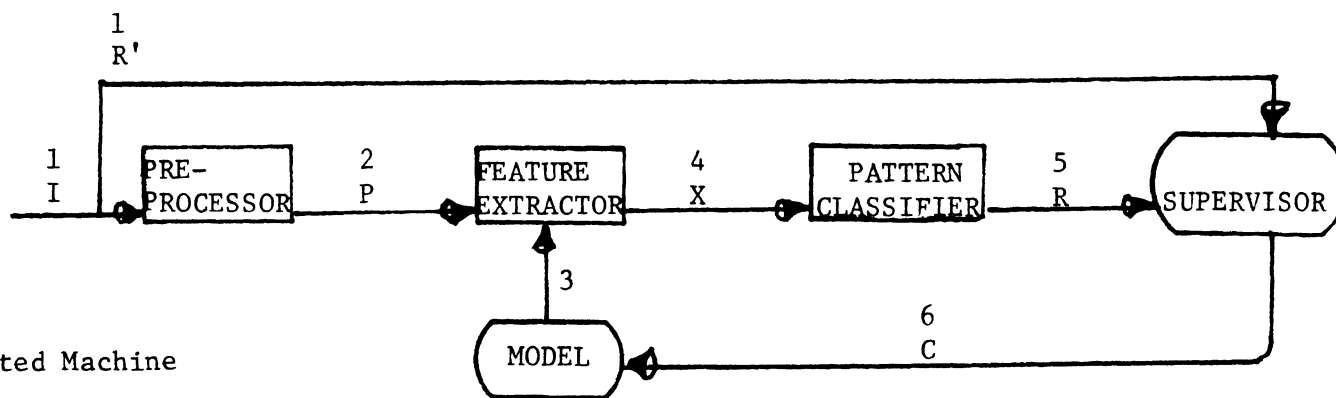 1
R'
1
I
PRE-
PROCESSOR
2
P
FEATURE
EXTRACTOR
4
X
PATTERN
CLASSIFIER
5
R
SUPERVISOR
3
MODEL
6
C
ted Machine